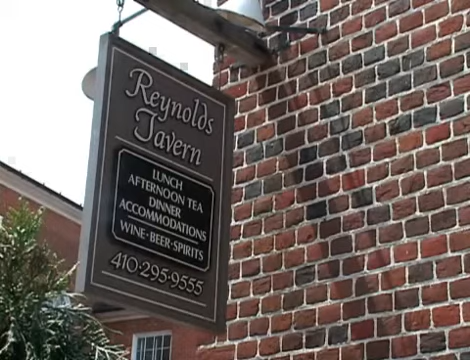 Reynolds
Tavern
LUNCH
AFTERNOON TEA
DINNER
ACCOMMODATIONS
WINE·BEER·SPIRITS
410·295·9555